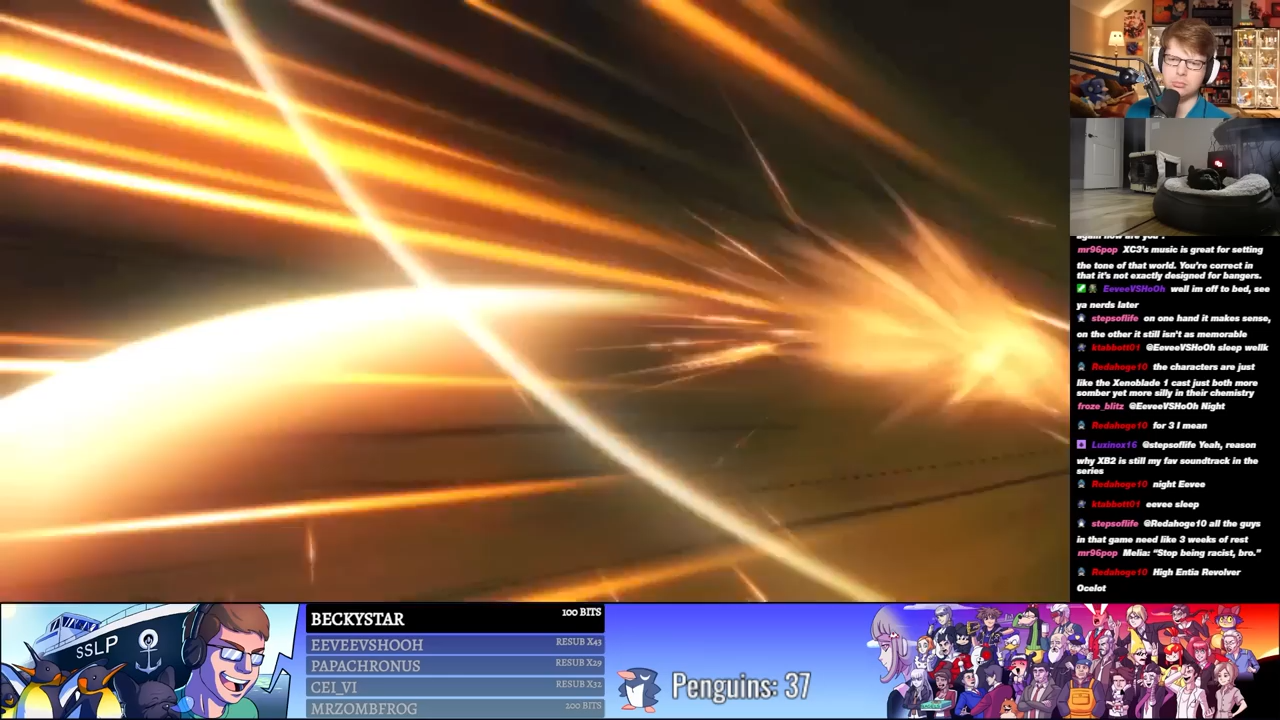 again how are you ?
mr96pop XC3's music is great for setting
the tone of that world. You're correct in
that it's not exactly designed for bangers.
EeveeVSHoOh well im off to bed, see
ya nerds later
stepsoflife on one hand it makes sense,
on the other it still isn't as memorable
ktabbott01 @EeveeVSHoOh sleep wellk
Redahoge10 the characters are just
like the Xenoblade 1 cast just both more
somber yet more silly in their chemistry
froze_blitz @EeveeVSHoOh Night
Redahoge10 for 3 I mean
Luxinox16 @stepsoflife Yeah, reason
why XB2 is still my fav soundtrack in the
series
Redahoge10 night Eevee
ktabbott01 eevee sleep
stepsoflife @Redahoge10 all the guys
in that game need like 3 weeks of rest
mr96pop Melia: “Stop being racist, bro.”
Redahoge10 High Entia Revolver
Ocelot
SSLP
BECKYSTAR 100 BITS
EEVEEVSHOOH RESUB X43
PAPACHRONUS RESUB X29
CEI_VI RESUB X32
MRZOMBFROG 200 BITS
Penguins: 37